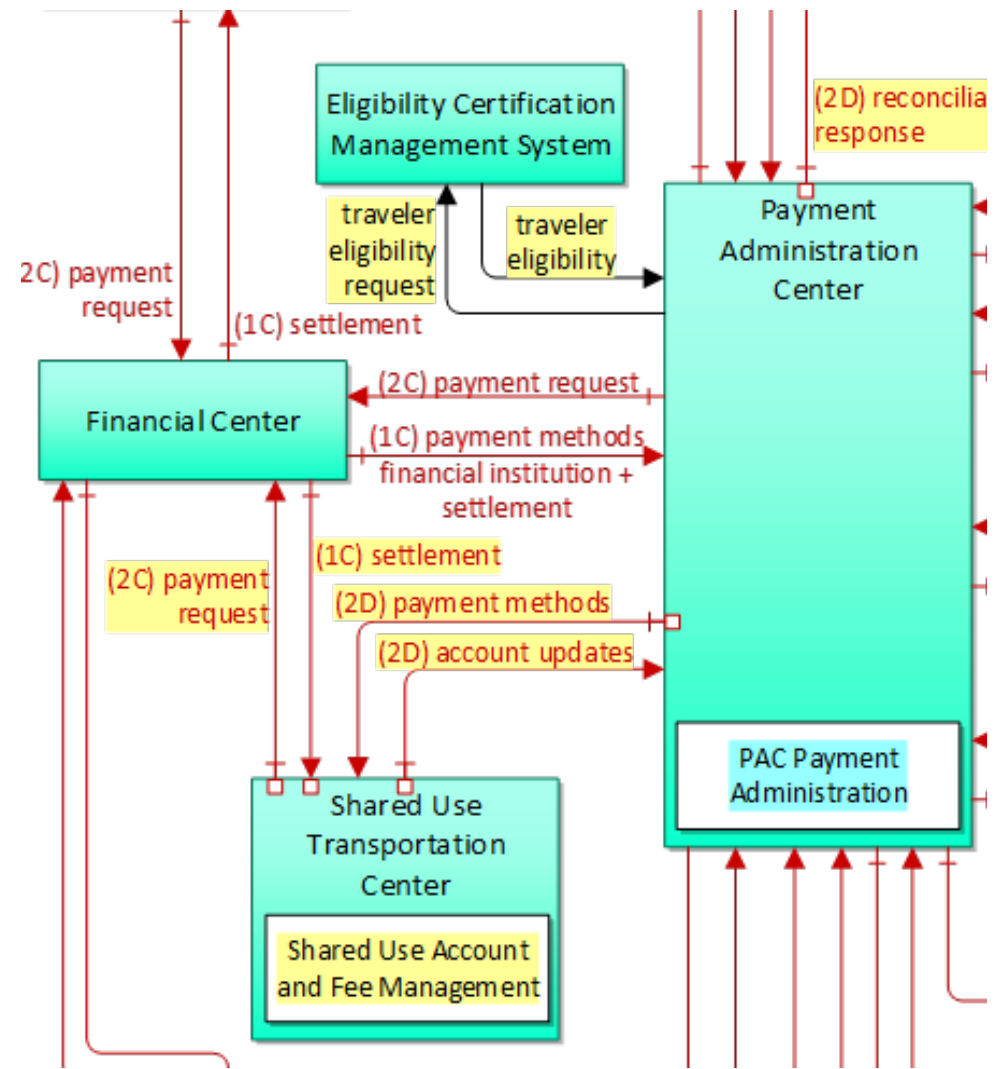 Eligibility Certification
Management System
(2D) reconcilia
response
traveler
eligibility
request
traveler
eligibility
Payment
Administration
Center
2C) payment
request
(1C) settlement
Financial Center
(2C) payment request
(1C) payment methods
financial institution +
settlement
(1C) settlement
(2C) payment
request
(2D) payment methods
(2D) account updates
PAC Payment
Administration
Shared Use
Transportation
Center
Shared Use Account
and Fee Management